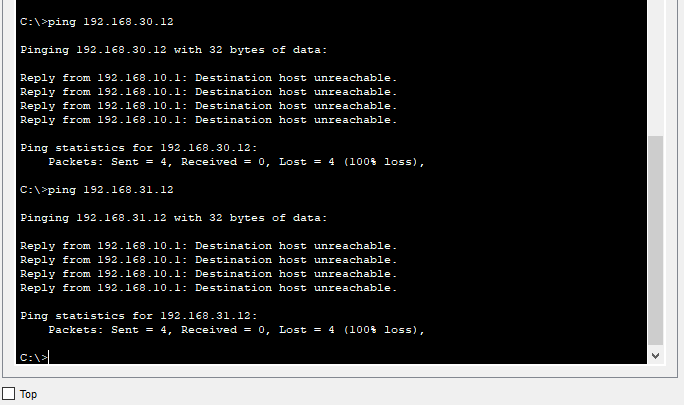 C:\>ping 192.168.30.12
Pinging 192.168.30.12 with 32 bytes of data:
Reply from 192.168.10.1: Destination host unreachable.
Reply from 192.168.10.1: Destination host unreachable.
Reply from 192.168.10.1: Destination host unreachable.
Reply from 192.168.10.1: Destination host unreachable.
Ping statistics for 192.168.30.12:
    Packets: Sent = 4, Received = 0, Lost = 4 (100% loss),
C:\>ping 192.168.31.12
Pinging 192.168.31.12 with 32 bytes of data:
Reply from 192.168.10.1: Destination host unreachable.
Reply from 192.168.10.1: Destination host unreachable.
Reply from 192.168.10.1: Destination host unreachable.
Reply from 192.168.10.1: Destination host unreachable.
Ping statistics for 192.168.31.12:
    Packets: Sent = 4, Received = 0, Lost = 4 (100% loss),
C:\>
Top